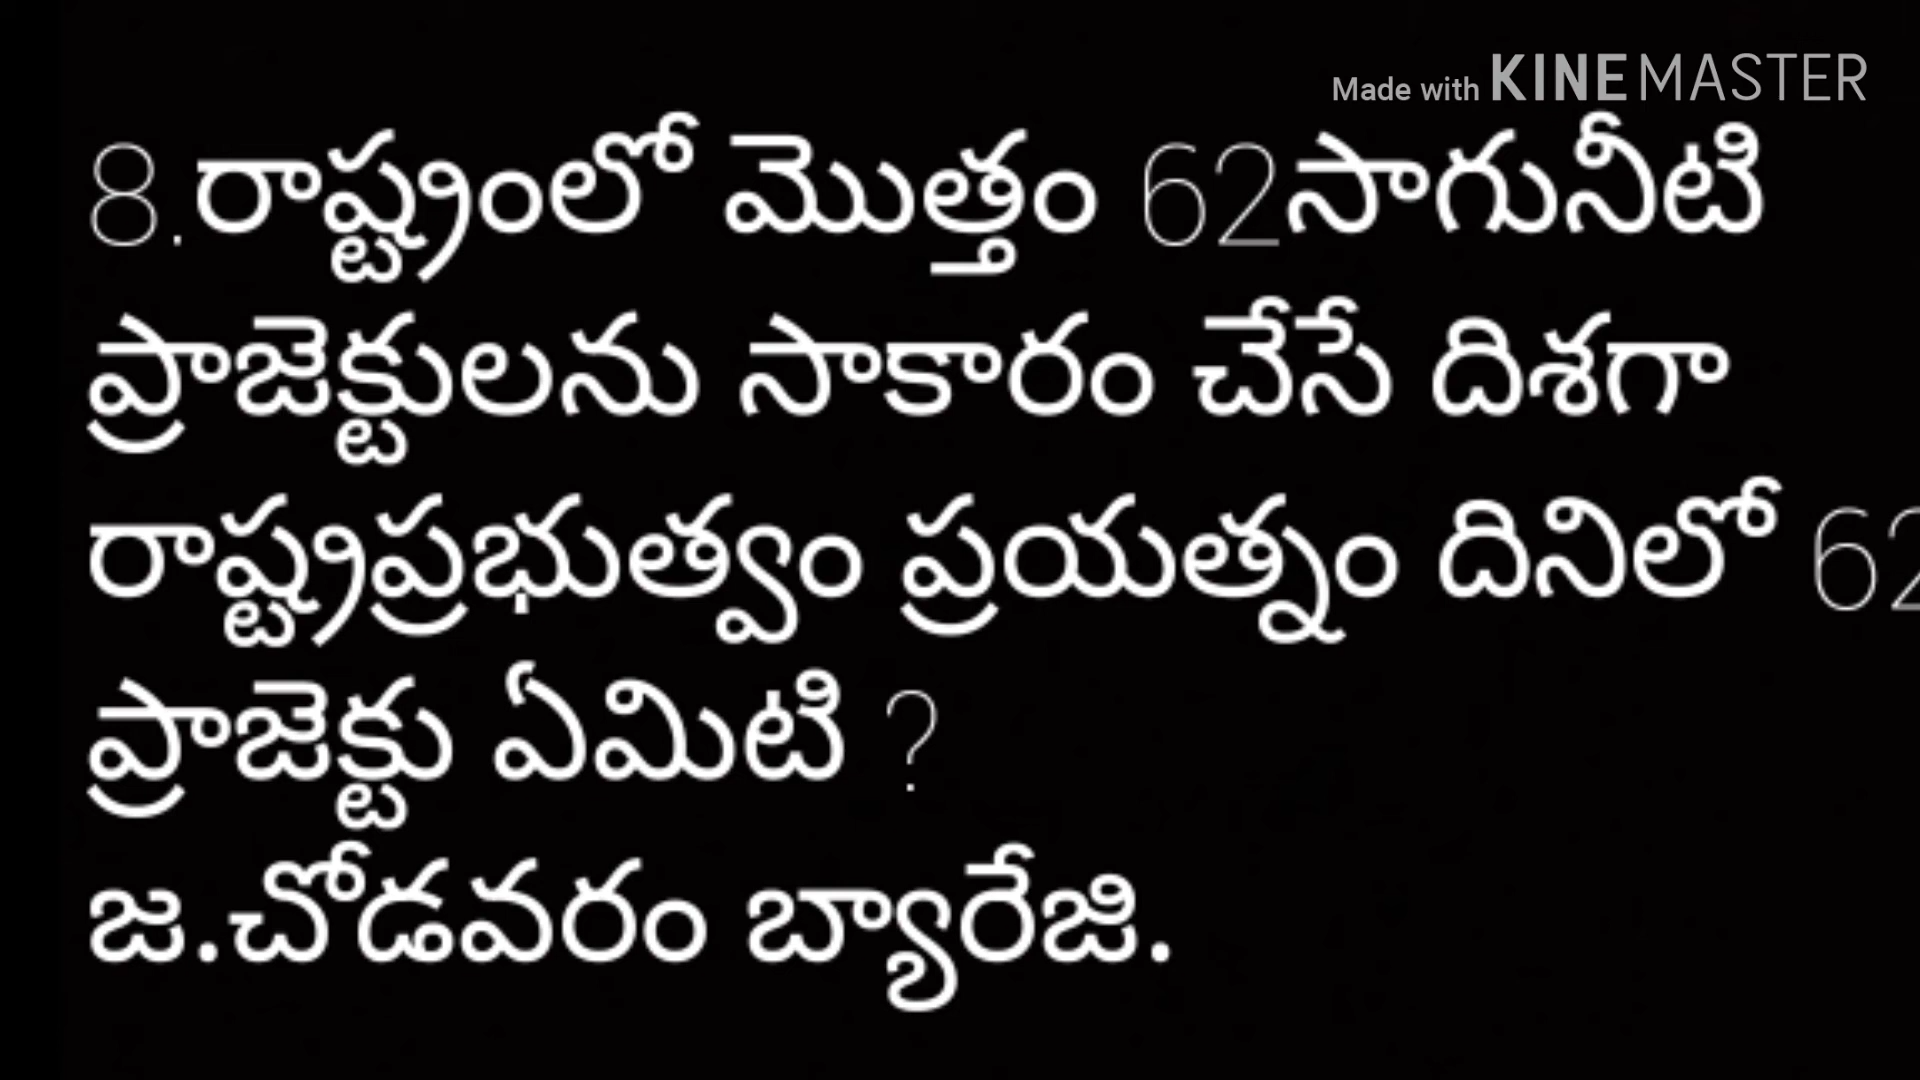 Made with KINEMASTER
8.రాష్ట్రంలో మొత్తం 62సాగునీటి
ప్రాజెక్టులను సాకారం చేసే దిశగా
రాష్ట్రప్రభుత్వం ప్రయత్నం దినిలో 62
ప్రాజెక్టు ఏమిటి ?
జ.చోడవరం బ్యారేజి.